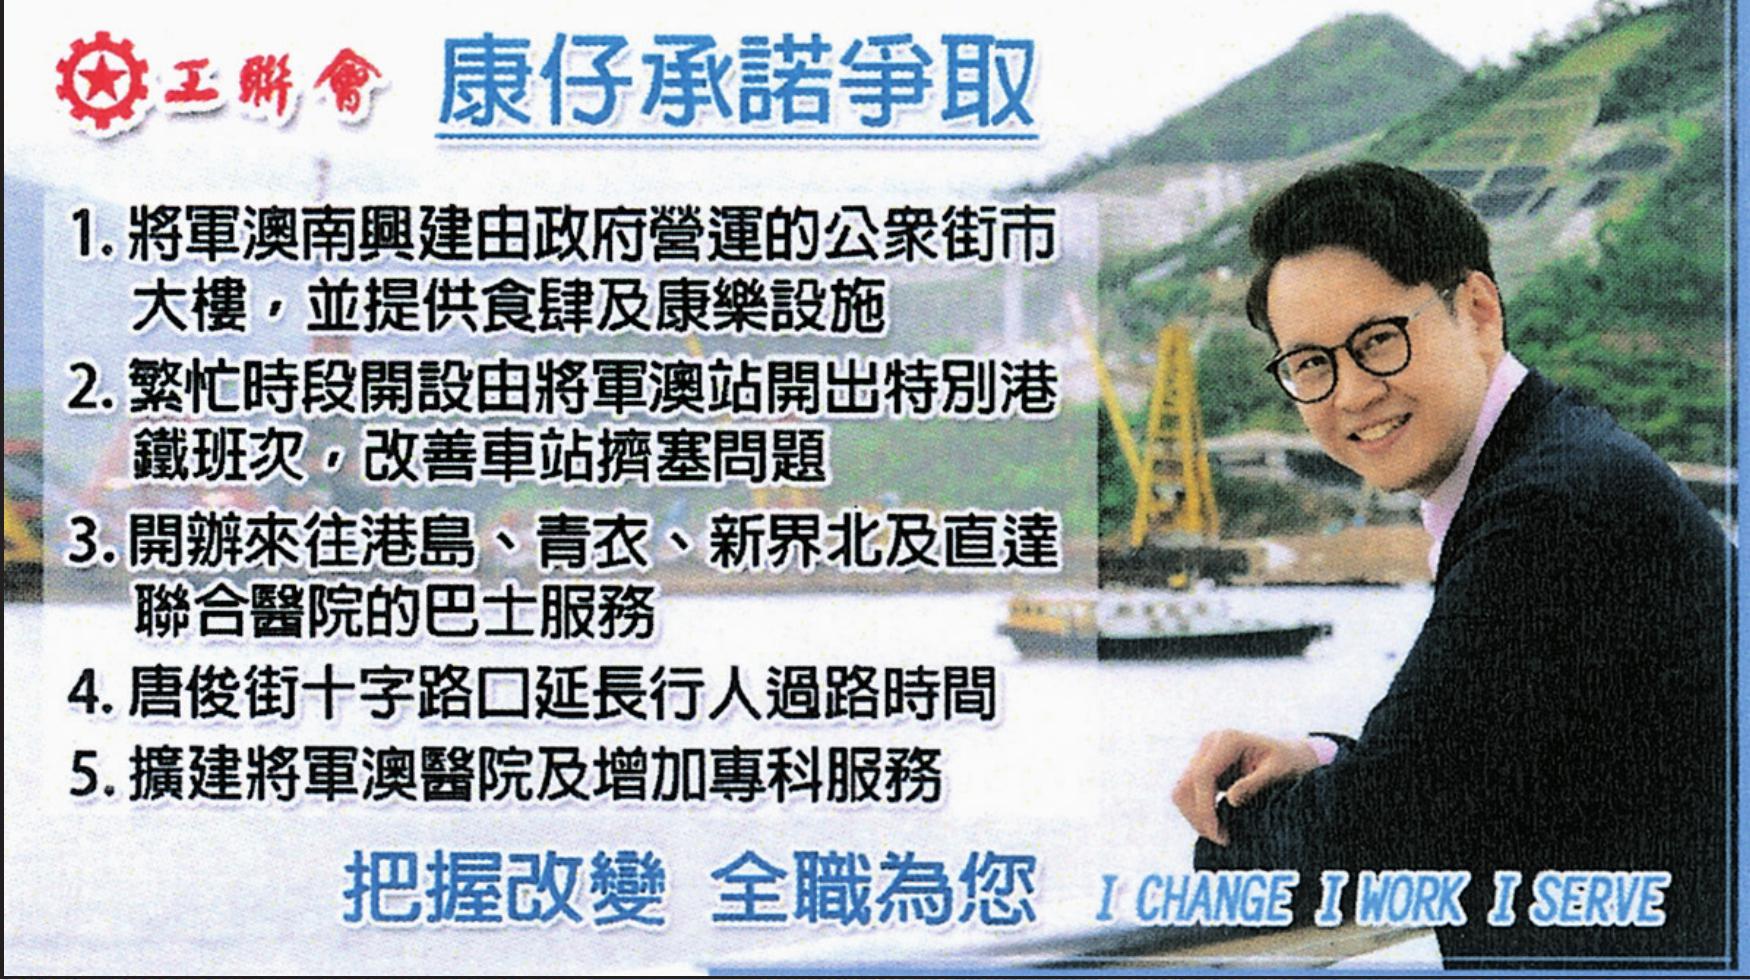 工聯會 康仔承諾爭取
1. 將軍澳南興建由政府營運的公眾街市
大樓，並提供食肆及康樂設施
2. 繁忙時段開設由將軍澳站開出特別港
鐵班次，改善車站擠塞問題
3. 開辦來往港島、青衣、新界北及直達
聯合醫院的巴士服務
4. 唐俊街十字路口延長行人過路時間
5. 擴建將軍澳醫院及增加專科服務
把握改變 全職為您 I CHANGE I WORK I SERVE